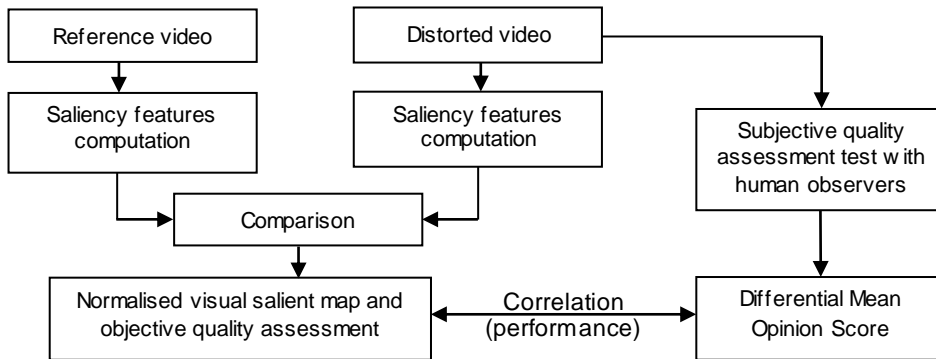 Reference video
Distorted video
Saliency features
computation
Saliency features
computation
Subjective quality
assessment test with
human observers
Comparison
Normalised visual salient map and
objective quality assessment
Correlation
(performance)
Differential Mean
Opinion Score